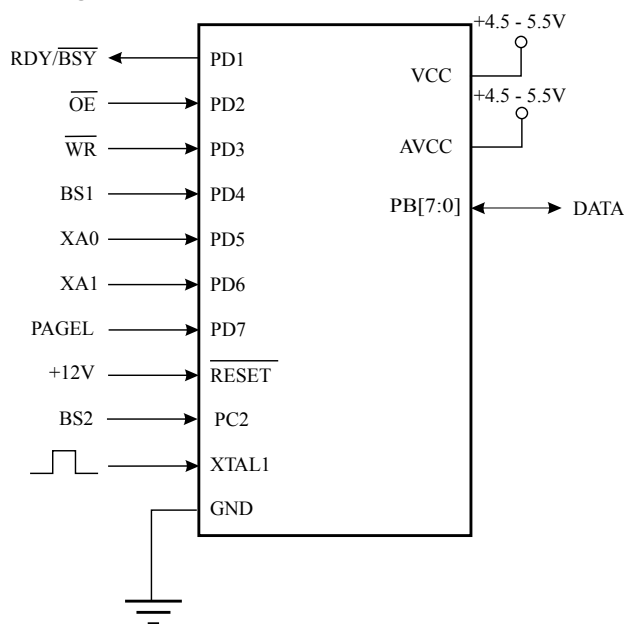 +4.5 - 5.5V
RDY/BSY PD1
VCC
OE PD2
+4.5 - 5.5V
WR PD3 AVCC
BS1 PD4
PB[7:0] DATA
XA0 PD5
XA1 PD6
PAGEL PD7
+12V RESET
BS2 PC2
XTAL1
GND